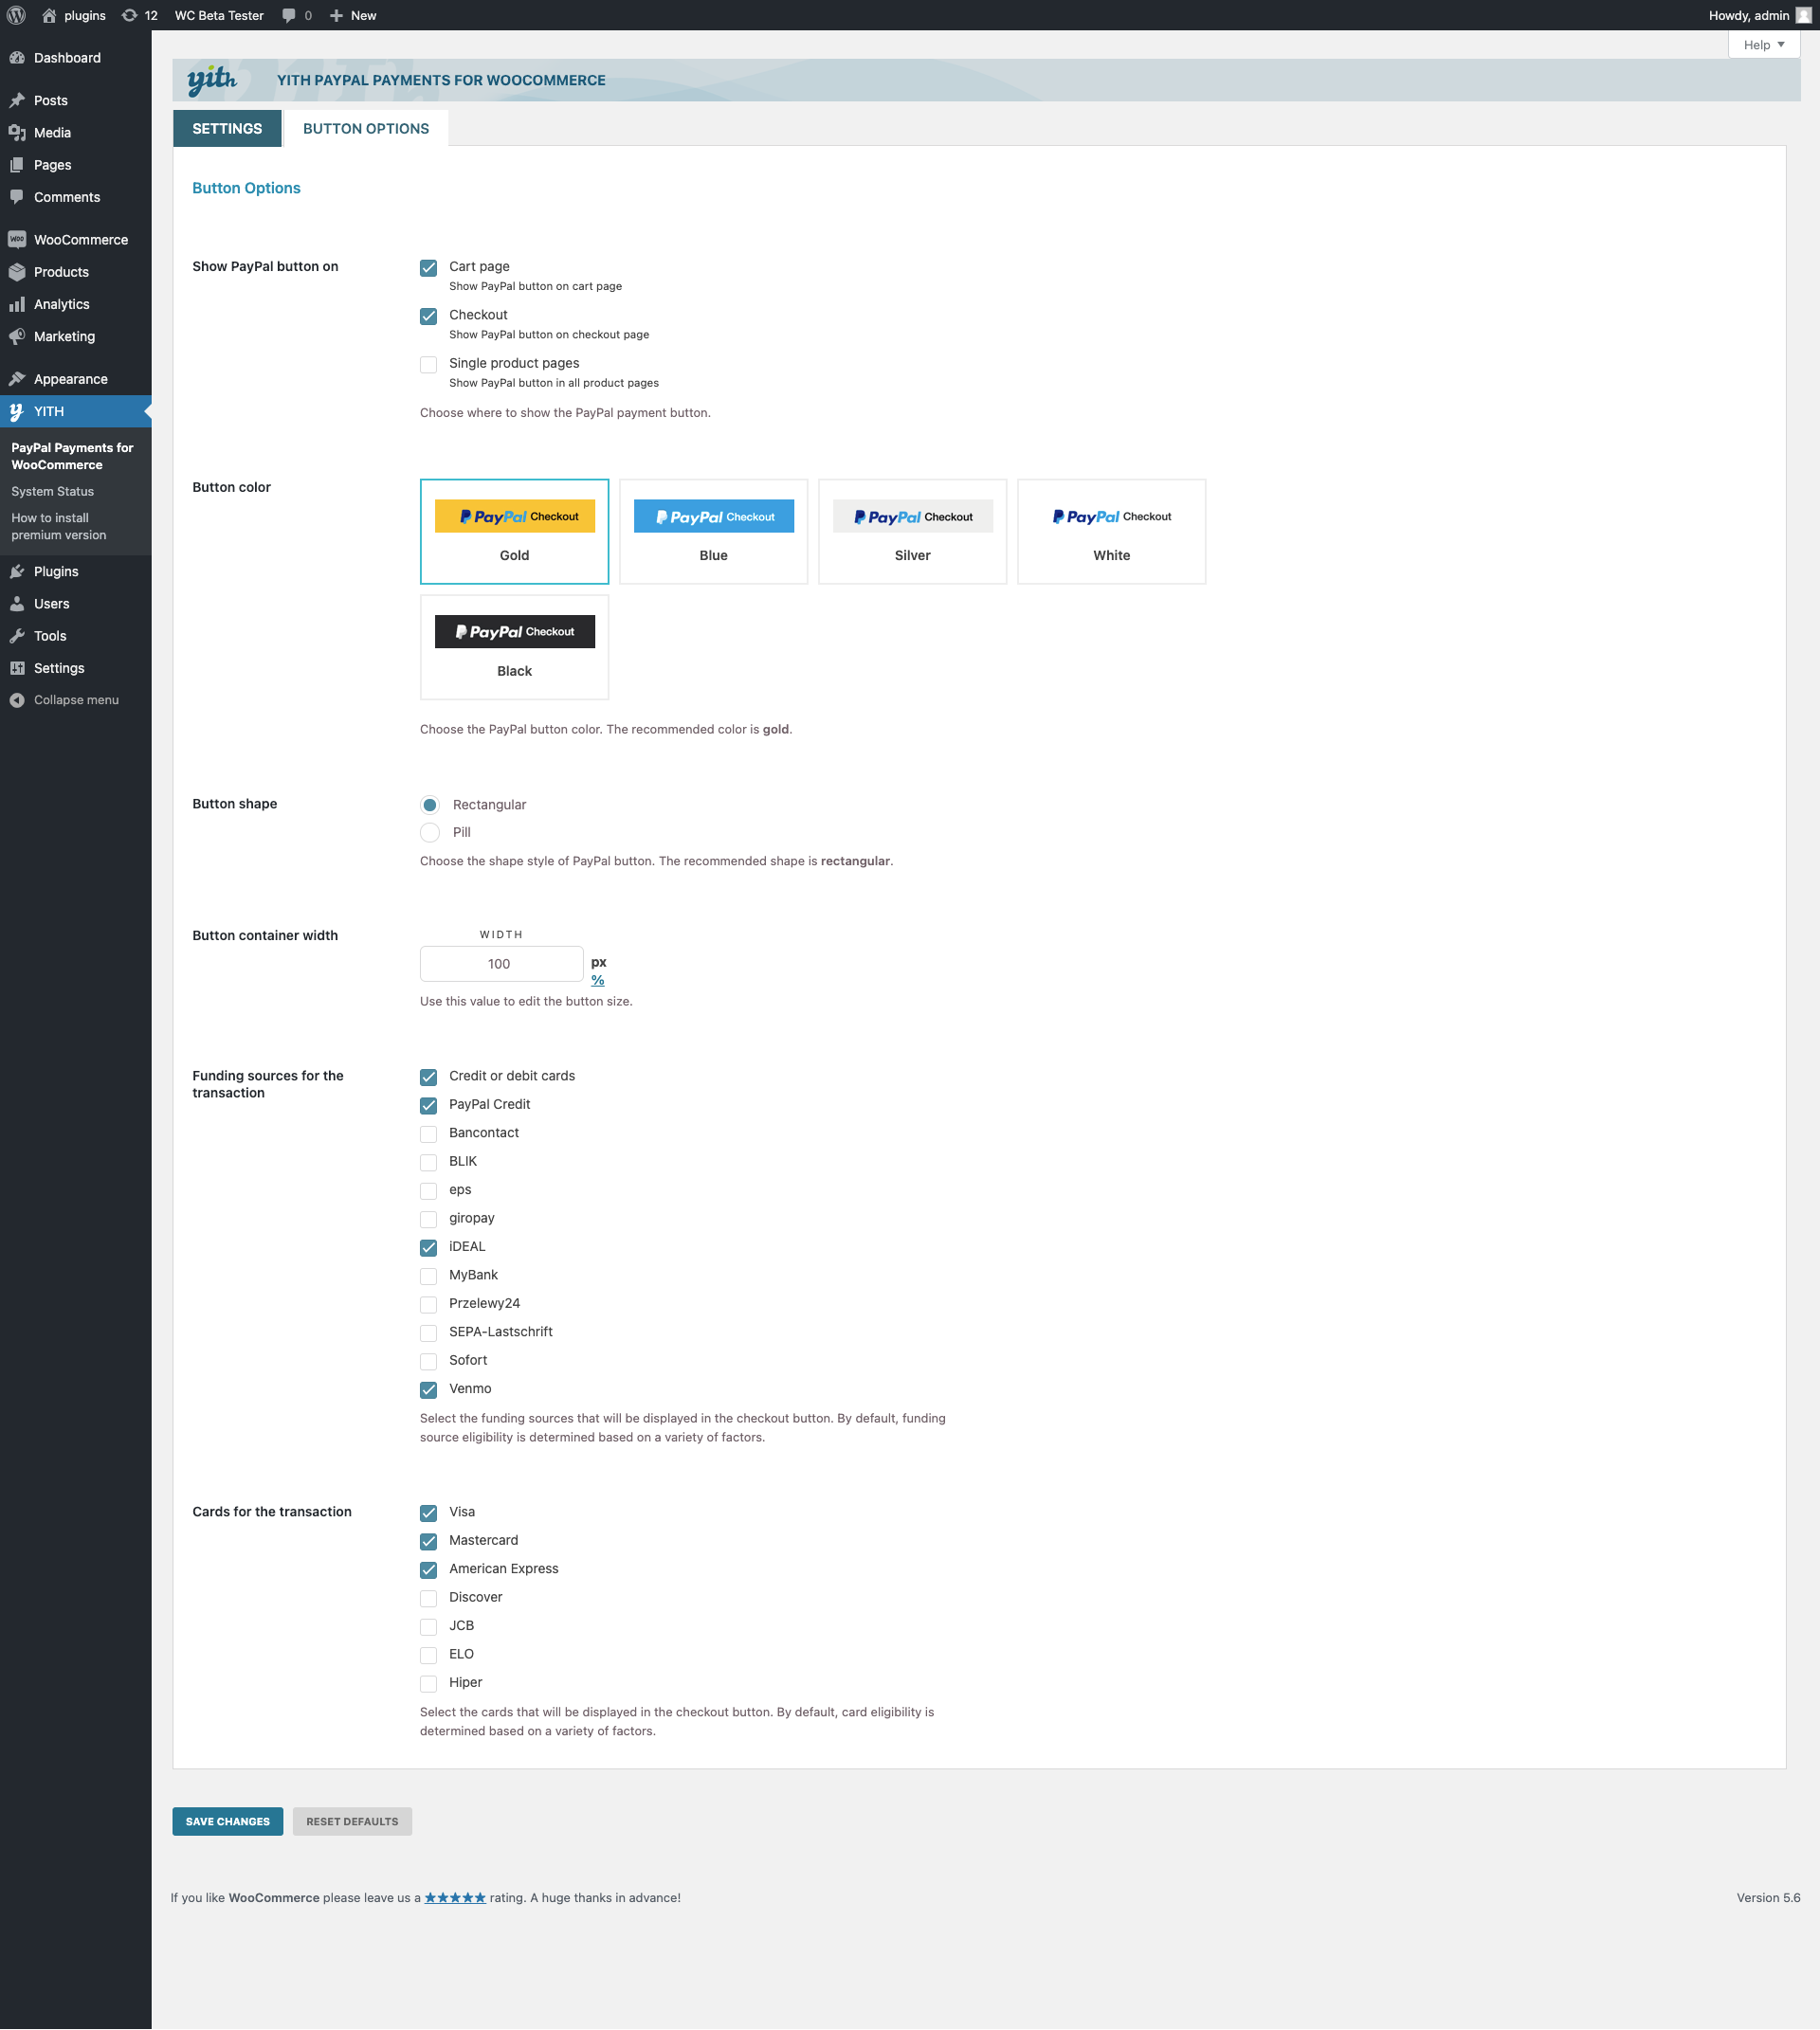 plugins 12 WC Beta Tester 0 New Howdy, admin
Help
Dashboard
Posts
Media
Pages
Comments
WooCommerce
Products
Analytics
Marketing
Appearance
YITH
PayPal Payments for
WooCommerce
System Status
How to install
premium version
Plugins
Users
Tools
Settings
Collapse menu
yith YITH PAYPAL PAYMENTS FOR WOOCOMMERCE
SETTINGS BUTTON OPTIONS
Button Options
Show PayPal button on
Cart page
Show PayPal button on cart page
Checkout
Show PayPal button on checkout page
Single product pages
Show PayPal button in all product pages
Choose where to show the PayPal payment button.
Button color
PayPal Checkout
Gold
PayPal Checkout
Blue
PayPal Checkout
Silver
PayPal Checkout
White
PayPal Checkout
Black
Choose the PayPal button color. The recommended color is gold.
Button shape
Rectangular
Pill
Choose the shape style of PayPal button. The recommended shape is rectangular.
Button container width
WIDTH
100
px
%
Use this value to edit the button size.
Funding sources for the
transaction
Credit or debit cards
PayPal Credit
Bancontact
BLIK
eps
giropay
iDEAL
MyBank
Przelewy24
SEPA-Lastschrift
Sofort
Venmo
Select the funding sources that will be displayed in the checkout button. By default, funding
source eligibility is determined based on a variety of factors.
Cards for the transaction
Visa
Mastercard
American Express
Discover
JCB
ELO
Hiper
Select the cards that will be displayed in the checkout button. By default, card eligibility is
determined based on a variety of factors.
SAVE CHANGES RESET DEFAULTS
If you like WooCommerce please leave us a ★★★★★ rating. A huge thanks in advance!
Version 5.6